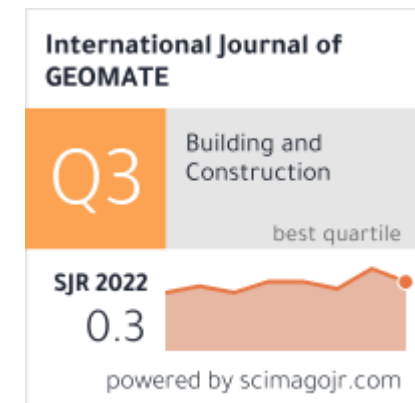 International Journal of
GEOMATE
Q3
Building and
Construction
best quartile
SJR 2022
0.3
powered by scimagojr.com